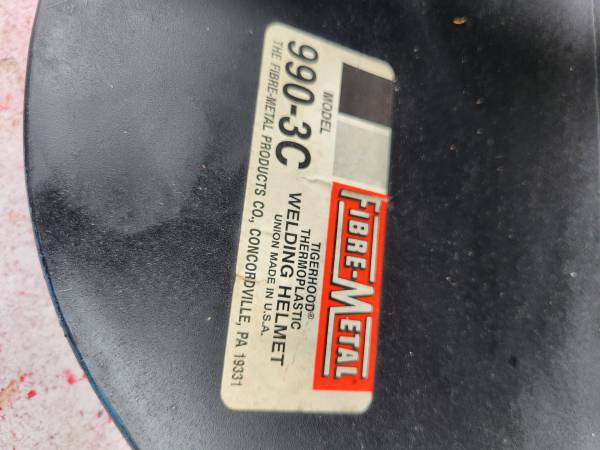 FIBRE-METAL
TIGERHOOD®
THERMOPLASTIC
MODEL
990-3C WELDING HELMET
UNION MADE IN U.S.A.
THE FIBRE-METAL PRODUCTS CO., CONCORDVILLE, PA 19331